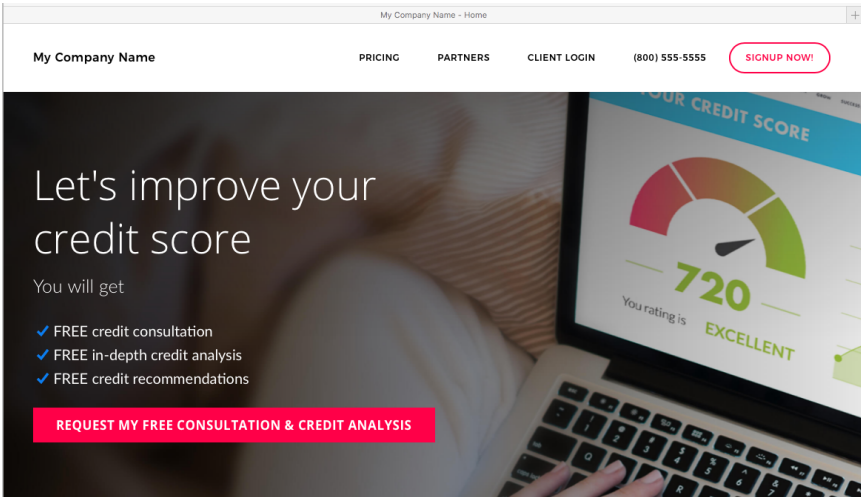 My Company Name - Home
+
My Company Name
PRICING
PARTNERS
CLIENT LOGIN
(800) 555-5555
SIGNUP NOW!
YOUR CREDIT SCORE
Let's improve your
credit score
You will get
✓ FREE credit consultation
✓ FREE in-depth credit analysis
✓ FREE credit recommendations
REQUEST MY FREE CONSULTATION & CREDIT ANALYSIS
720
You rating is
EXCELLENT